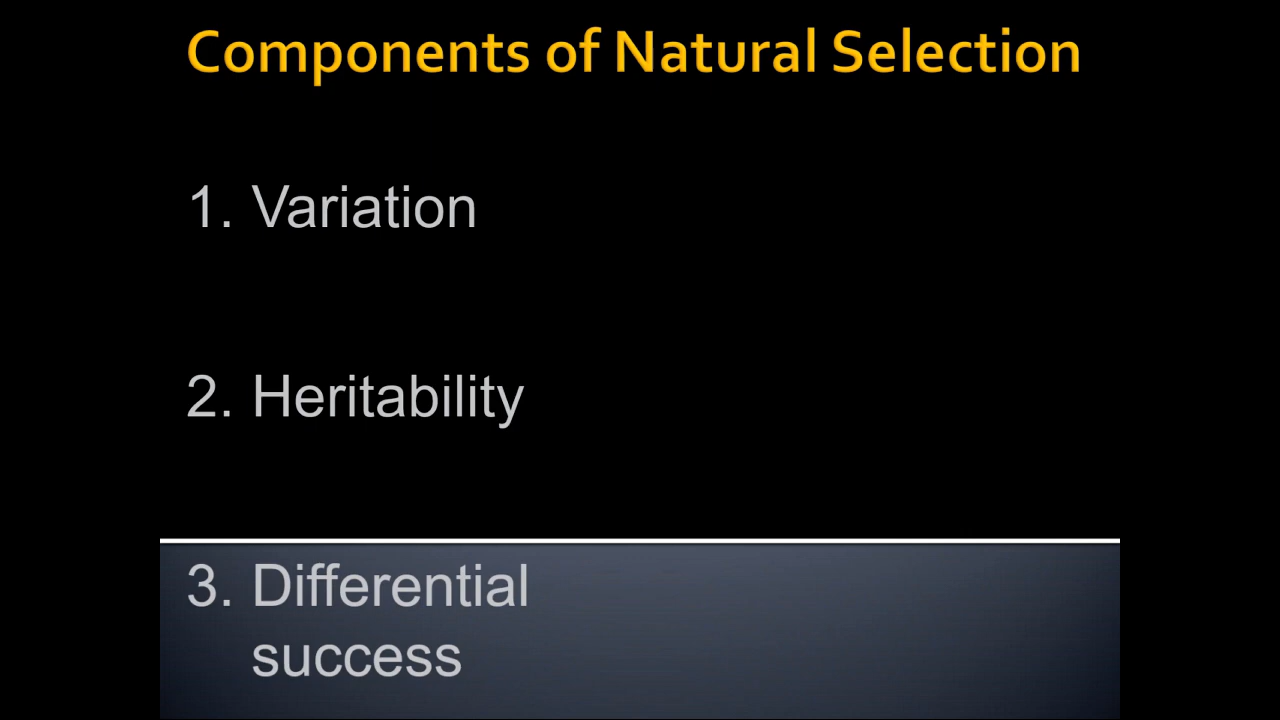 Components of Natural Selection
1. Variation
2. Heritability
3. Differential
success